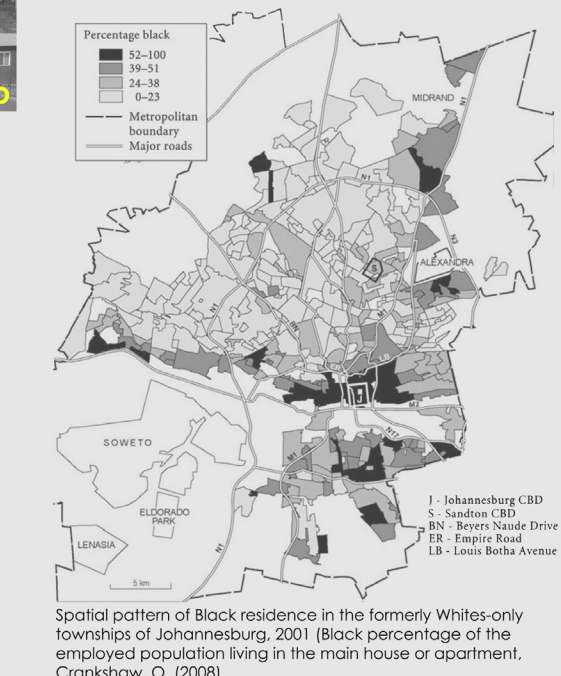 Percentage black
52–100
39–51
24–38
0–23
Metropolitan
boundary
Major roads
MIDRAND
N1
N1
N3
ALEXANDRA
S
N1
BN
M1
LB
J
M2
N17
M1
SOWETO
ELDORADO
PARK
LENASIA
N1
5 km
J - Johannesburg CBD
S - Sandton CBD
BN - Beyers Naude Drive
ER - Empire Road
LB - Louis Botha Avenue
Spatial pattern of Black residence in the formerly Whites-only
townships of Johannesburg, 2001 (Black percentage of the
employed population living in the main house or apartment,
Crankshaw, O. (2008)